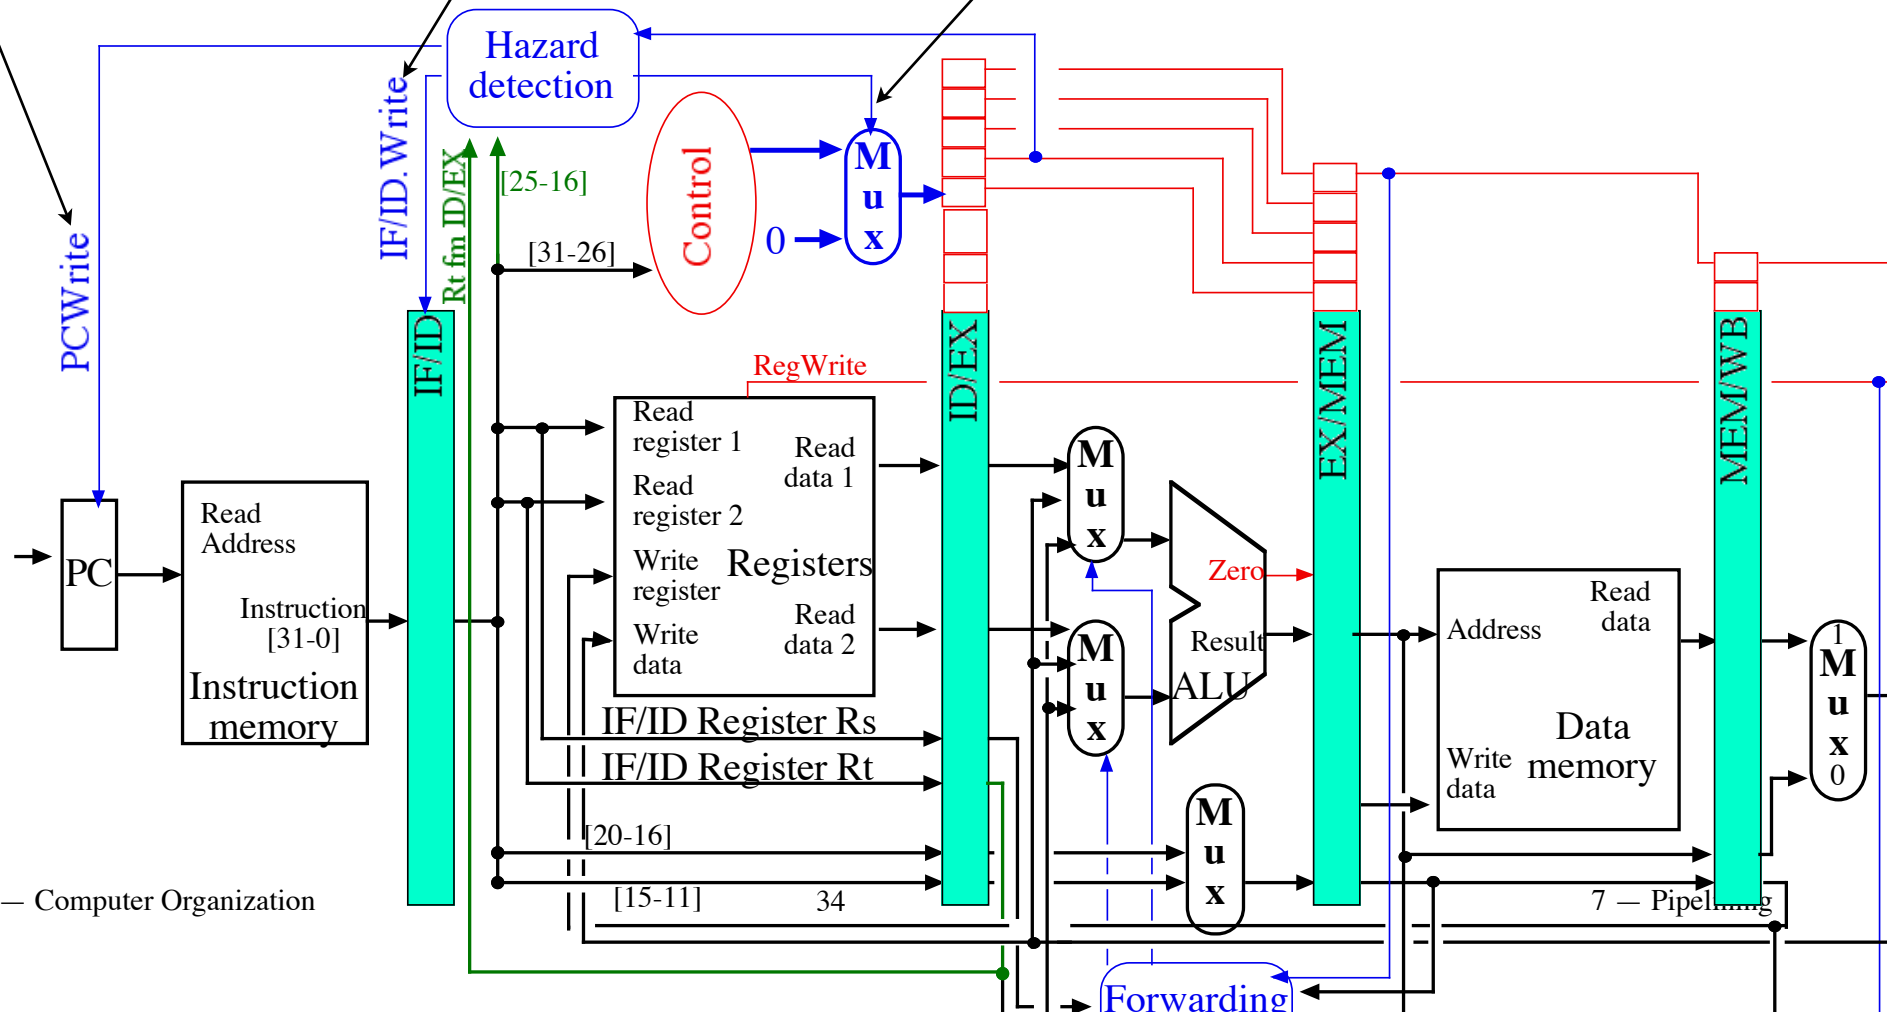 Hazard
detection
PCWrite
IF/ID.Write
Rt fm ID/EX
[25-16]
[31-26]
Control
0
M
u
x
IF/ID
ID/EX
EX/MEM
MEM/WB
RegWrite
PC
Read
Address
Instruction
[31-0]
Instruction
memory
Read
register 1
Read
register 2
Write
register
Write
data
Read
data 1
Registers
Read
data 2
IF/ID Register Rs
IF/ID Register Rt
[20-16]
[15-11]
M
u
x
M
u
x
Zero
Result
ALU
M
u
x
Address
Read
data
Write
data
Data
memory
1
M
u
x
0
— Computer Organization
34
7 — Pipelining
Forwarding